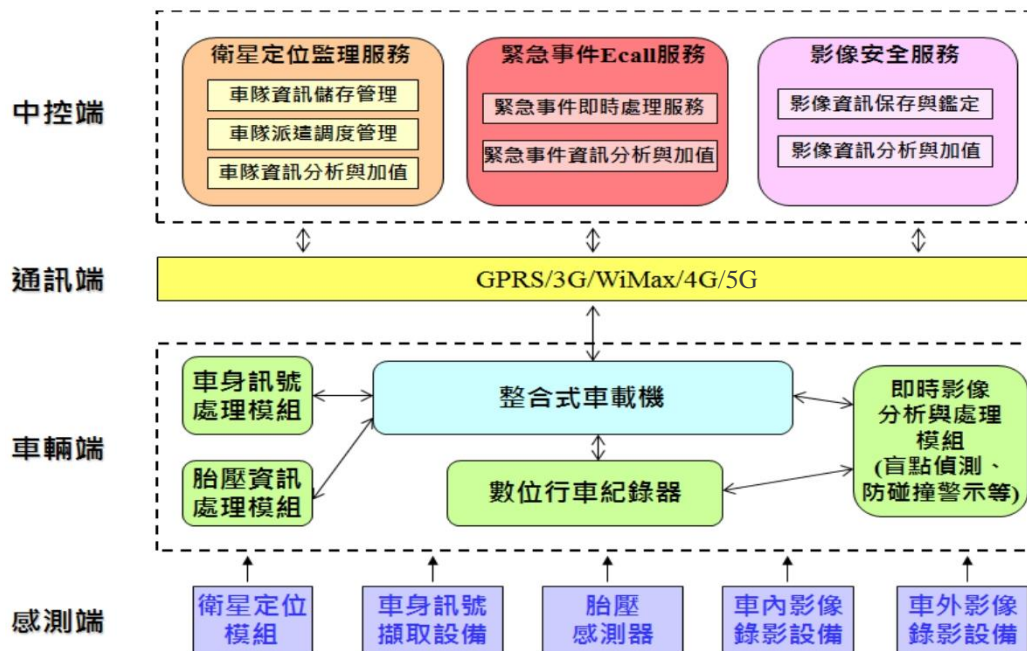 中控端
衛星定位監理服務
車隊資訊儲存管理
車隊派遣調度管理
車隊資訊分析與加值
緊急事件Ecall服務
緊急事件即時處理服務
緊急事件資訊分析與加值
影像安全服務
影像資訊保存與鑑定
影像資訊分析與加值
通訊端
GPRS/3G/WiMax/4G/5G
車輛端
車身訊號
處理模組
胎壓資訊
處理模組
整合式車載機
數位行車紀錄器
即時影像
分析與處理
模組
(盲点偵測、
防碰撞警示等)
感測端
衛星定位
模組
車身訊號
擷取設備
胎壓
感測器
車內影像
錄影設備
車外影像
錄影設備